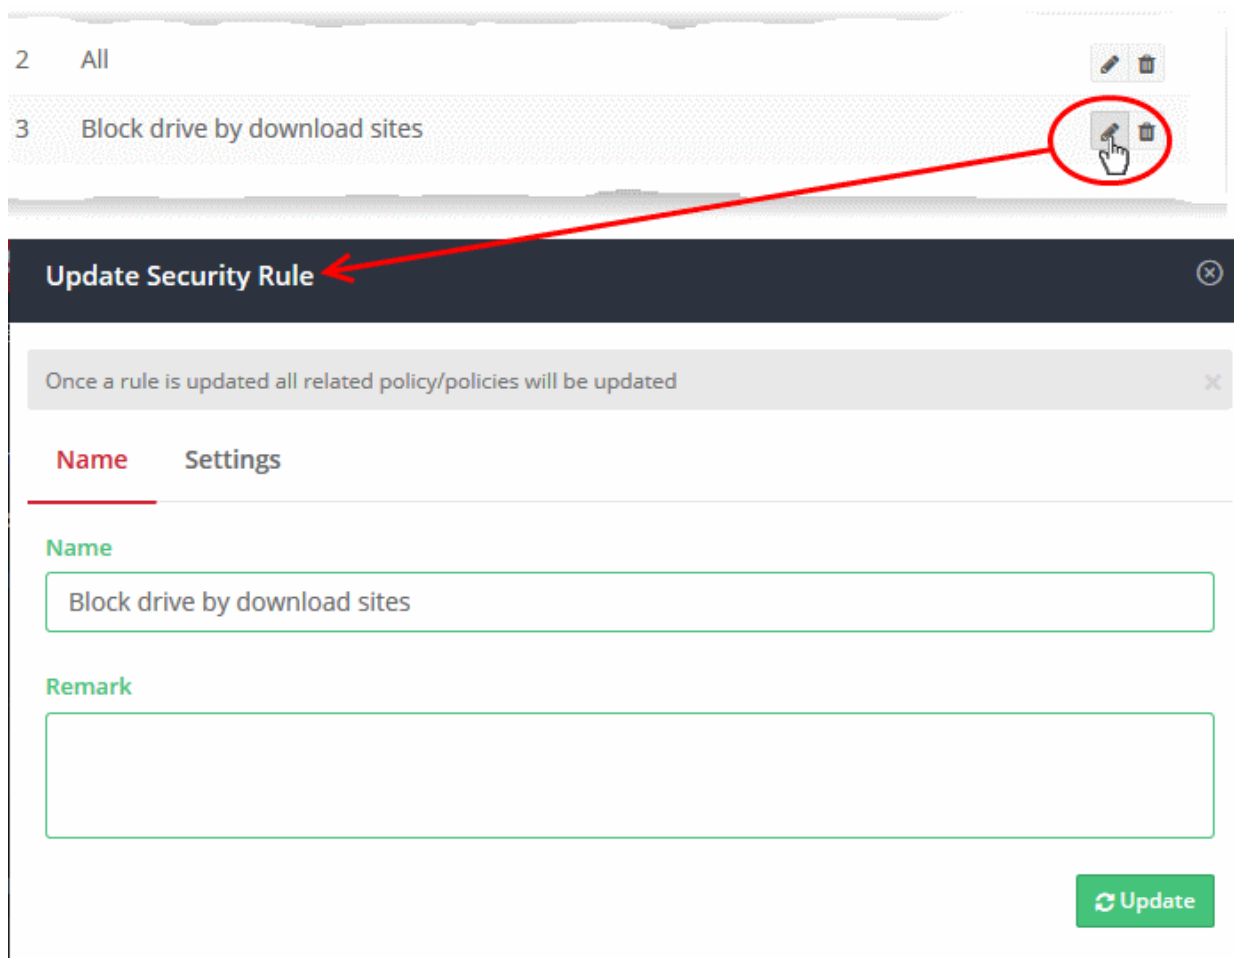 2 All
3 Block drive by download sites
Update Security Rule
Once a rule is updated all related policy/policies will be updated
Name Settings
Name
Block drive by download sites
Remark
Update